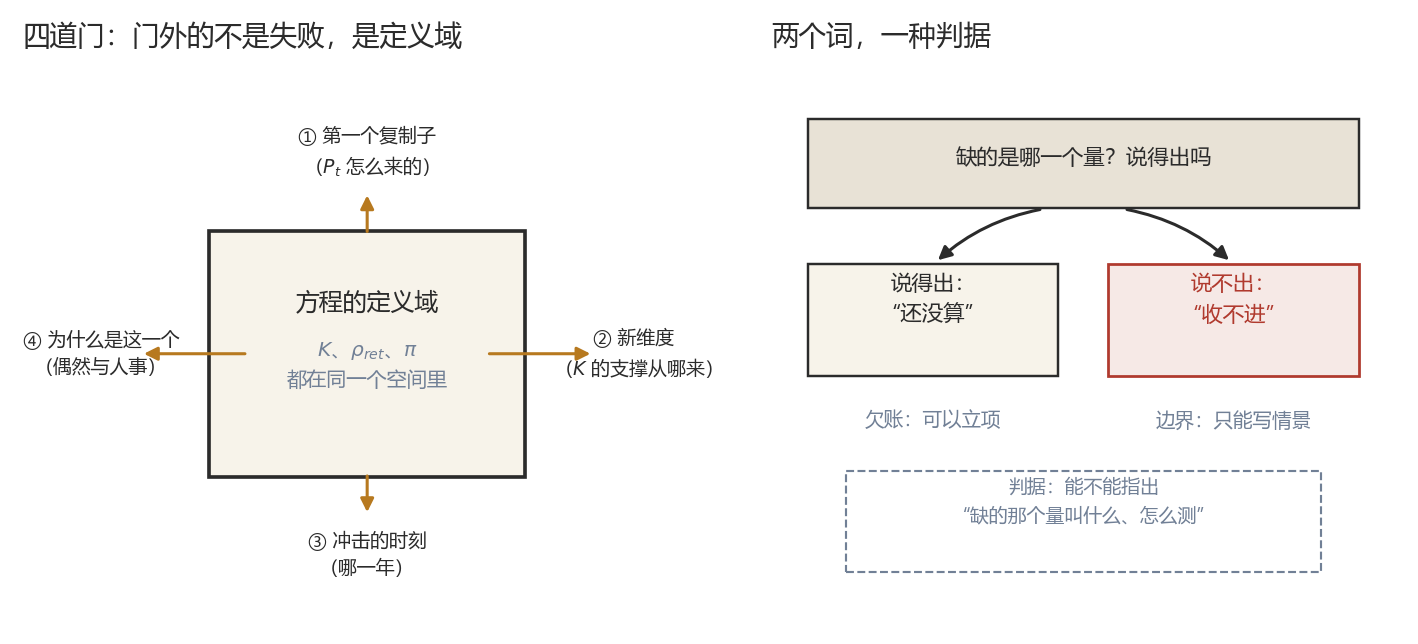 四道门：门外的不是失败，是定义域
① 第一个复制子
（P_t 怎么来的）
方程的定义域
K、ρ_ret、π
都在同一个空间里
④ 为什么是这一个
（偶然与人事）
② 新维度
（K 的支撑从哪来）
③ 冲击的时刻
（哪一年）
两个词，一种判据
缺的是哪一个量？说得出吗
说得出：
“还没算”
说不出：
“收不进”
欠账：可以立项
边界：只能写情景
判据：能不能指出
“缺的那个量叫什么、怎么测”